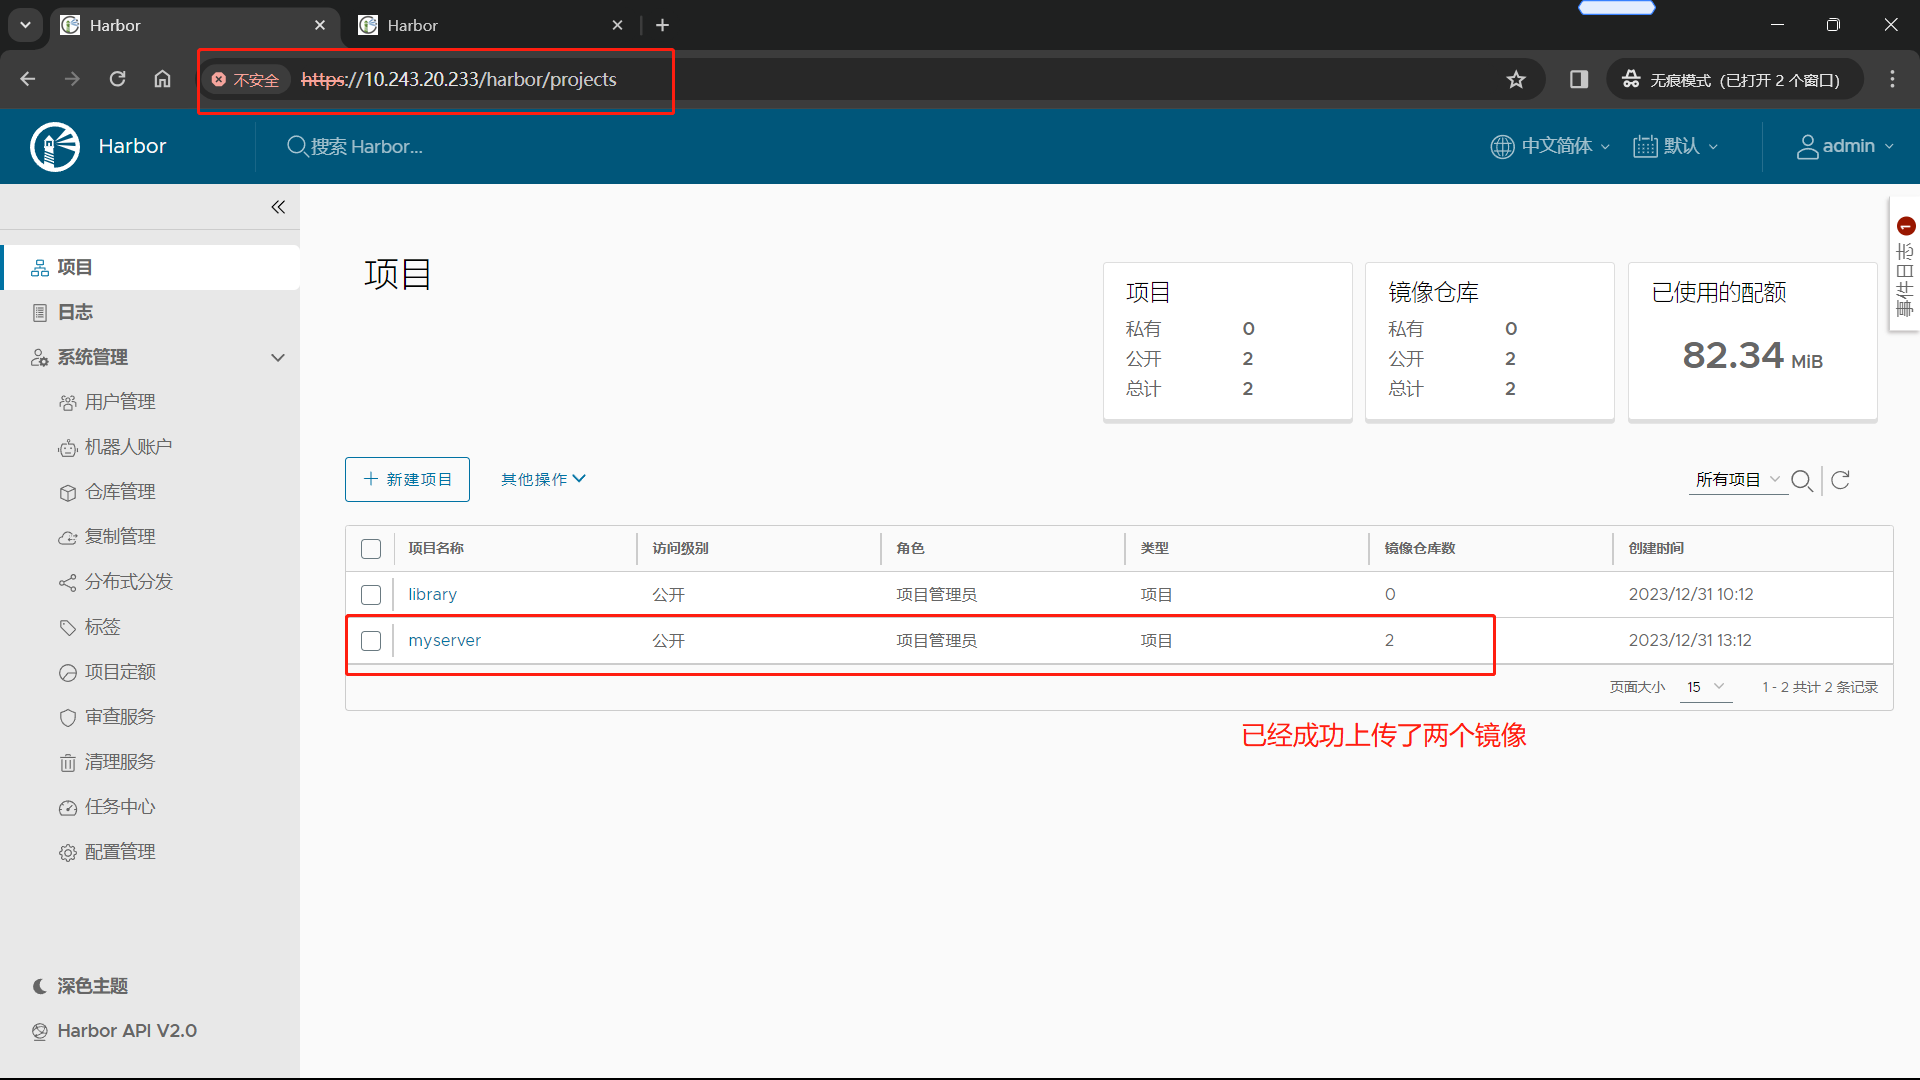 Harbor
Harbor
不安全
https://10.243.20.233/harbor/projects
无痕模式（已打开 2 个窗口）
Harbor
搜索 Harbor...
中文简体
默认
admin
项目
日志
系统管理
用户管理
机器人账户
仓库管理
复制管理
分布式分发
标签
项目定额
审查服务
清理服务
任务中心
配置管理
深色主题
Harbor API V2.0
项目
项目
私有 0
公开 2
总计 2
镜像仓库
私有 0
公开 2
总计 2
已使用的配额
82.34 MiB
1
事件日志
新建项目
其他操作
所有项目
项目名称 访问级别 角色 类型 镜像仓库数 创建时间
library 公开 项目管理员 项目 0 2023/12/31 10:12
myserver 公开 项目管理员 项目 2 2023/12/31 13:12
页面大小 15 1 - 2 共计 2 条记录
已经成功上传了两个镜像